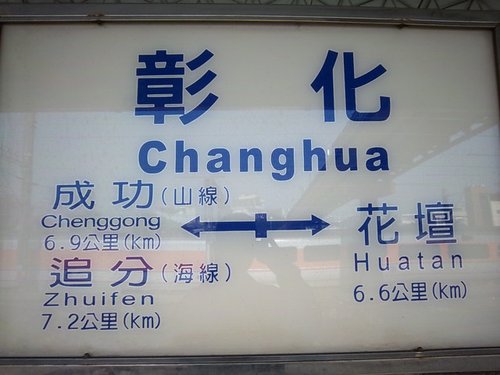 彰化
Changhua
成功(山線)
Chenggong
6.9公里(km)
追分(海線)
Zhuifen
7.2公里(km)
花壇
Huatan
6.6公里(km)